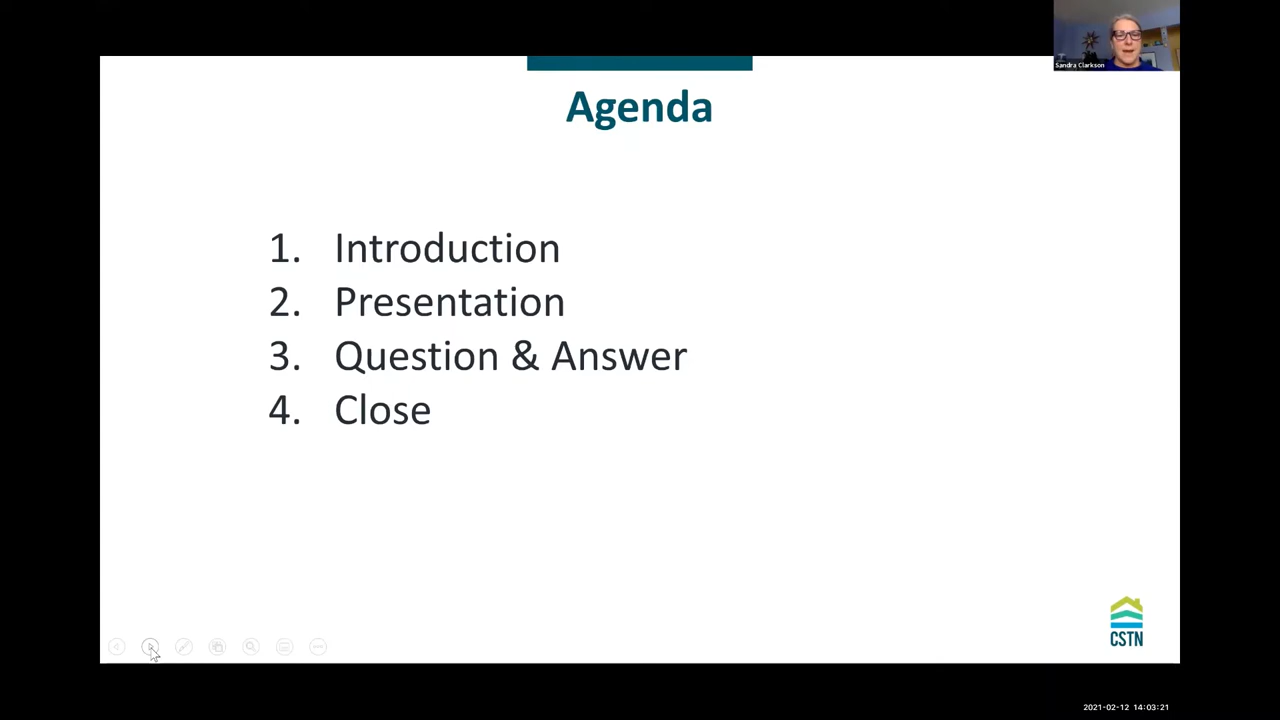 Sandra Clarkson
Agenda
1. Introduction
2. Presentation
3. Question & Answer
4. Close
CSTN
2021-02-12 14:03:21